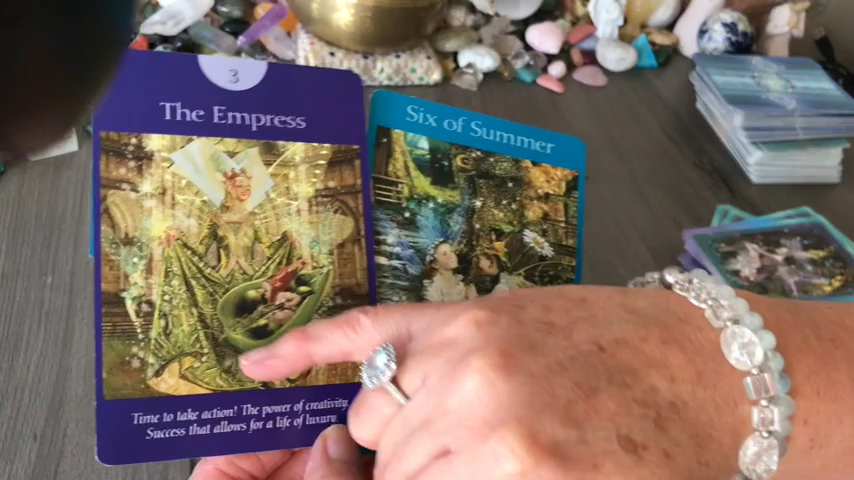 3
The Empress
Six of Summer
Time to take action! The power of creativity.
Success that allows for a life of luxury.